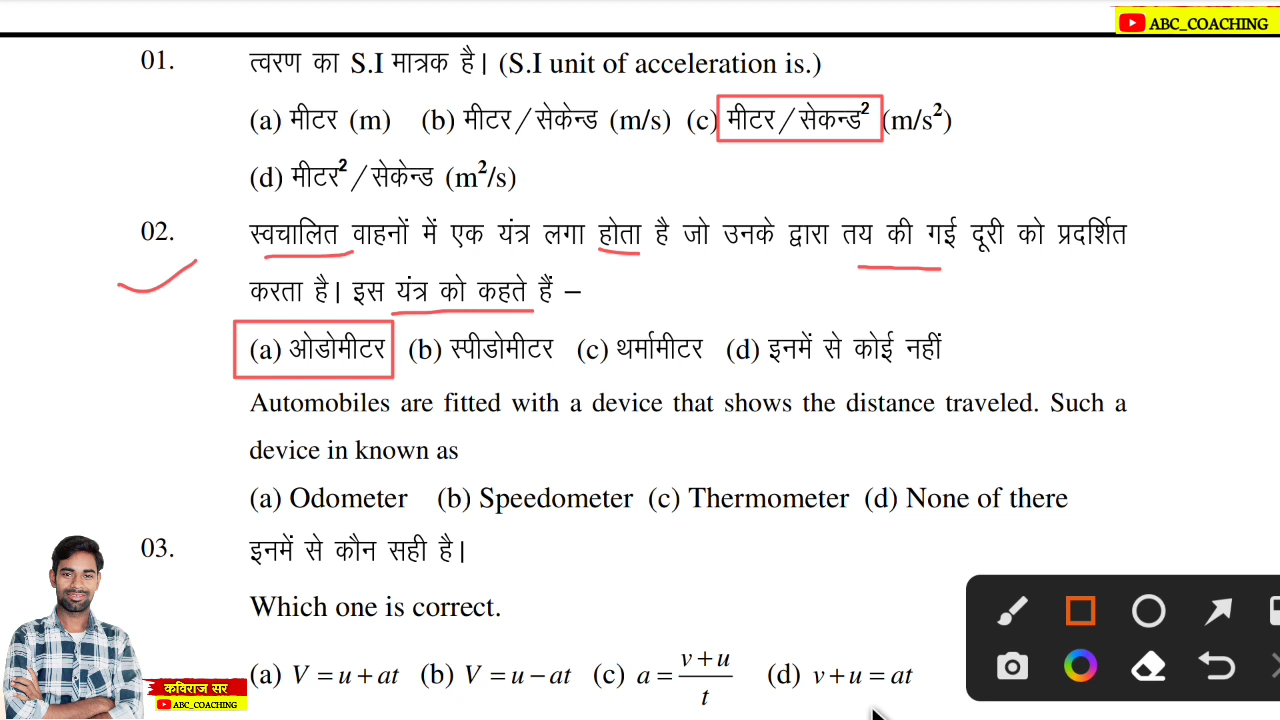 ABC_COACHING
01. त्वरण का S.I मात्रक है। (S.I unit of acceleration is.)
(a) मीटर (m) (b) मीटर/सेकेन्ड (m/s) (c) मीटर/सेकन्ड² (m/s²)
(d) मीटर²/सेकेन्ड (m²/s)
02. स्वचालित वाहनों में एक यंत्र लगा होता है जो उनके द्वारा तय की गई दूरी को प्रदर्शित
करता है। इस यंत्र को कहते हैं –
(a) ओडोमीटर (b) स्पीडोमीटर (c) थर्मामीटर (d) इनमें से कोई नहीं
Automobiles are fitted with a device that shows the distance traveled. Such a
device in known as
(a) Odometer (b) Speedometer (c) Thermometer (d) None of there
03. इनमें से कौन सही है।
Which one is correct.
(a) V = u + at (b) V = u − at (c) a = (v + u)/t (d) v + u = at
कविराज सर
ABC_COACHING